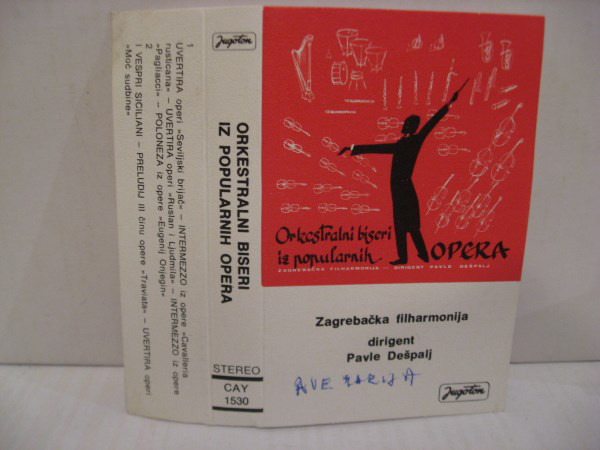 1
UVERTIRA operi »Seviljski brijač« – INTERMEZZO iz opere »Cavalleria
rusticana« – UVERTIRA operi »Ruslan i Ljudmila« – INTERMEZZO iz opere
»Pagliacci« – POLONEZA iz opere »Eugenij Onjegin«
2
I VESPRI SICILIANI – PRELUDIJ III činu opere »Traviata« – UVERTIRA operi
»Moć sudbine«
Jugoton
ORKESTRALNI BISERI
IZ POPULARNIH OPERA
STEREO
CAY
1530
Orkestralni biseri
iz popularnih OPERA
ZAGREBAČKA FILHARMONIJA – DIRIGENT PAVLE DEŠPALJ
Zagrebačka filharmonija
dirigent
Pavle Dešpalj
AVE MARIJA
Jugoton